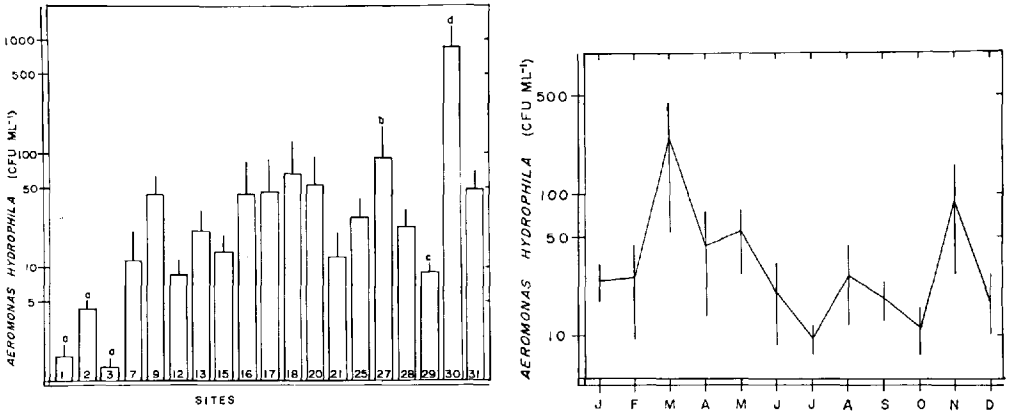 AEROMONAS HYDROPHILA (CFU ML⁻¹)
1000
500
100
50
10
5
a
a
a
b
c
d
1 2 3 7 9 12 13 15 16 17 18 20 21 25 27 28 29 30 31
SITES
AEROMONAS HYDROPHILA (CFU ML⁻¹)
500
100
50
10
J F M A M J J A S O N D